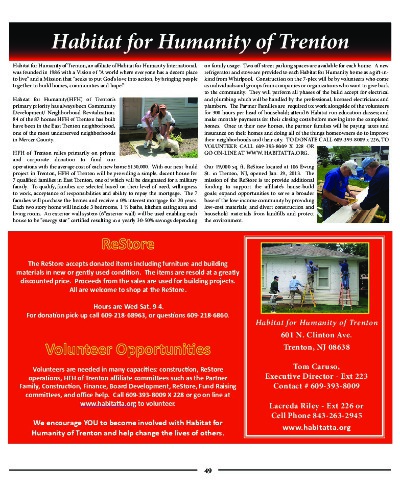 Habitat for Humanity of Trenton
Habitat for Humanity of Trenton, an affiliate of Habitat for Humanity International,
was founded in 1986 with a Vision of "A world where everyone has a decent place
to live" and a Mission that "seeks to put God's love into action, by bringing people
together to build homes, communities and hope"
Habitat for Humanity(HFH) of Trenton's
primary priority has always been Community
Development/ Neighborhood Revitalization.
of the 87 homes HFH of Trenton has built
have been in the East Trenton neighborhood,
one of the most underserved neighborhoods
in Mercer County.
HFH of Trenton relies primarily on private
and corporate donation to fund our
operations with the average cost of each new home $150,000. With our next build
project in Trenton, HFH of Trenton will be providing a simple, decent home for
7 qualified families in East Trenton, one of which will be designated for a military
family. To qualify, families are selected based on their level of need, willingness
to work, acceptance of responsibilities and ability to repay the mortgage. The 7
families will purchase the homes and receive a 0% interest mortgage for 20 years.
Each two story home will include 3 bedrooms, 1 ½ baths, kitchen eating area and
living room. An exterior wall system (6"exterior wall) will be used enabling each
house to be "energy star" certified resulting in a yearly 30-50% savings depending
on family usage. Two off street parking spaces are available for each home. A new
refrigerator and stove are provided to each Habitat for Humanity home as a gift-in-
kind from Whirlpool. Construction on the 7-plex will be by volunteers who come
as individuals and groups from companies or organizations who want to give back
to the community. They will perform all phases of the build except for electrical
and plumbing which will be handled by the professional, licensed electricians and
plumbers. The Partner Families are required to work alongside of the volunteers
for 300 hours per head of household, attend 16 Habitat run education classes and
make monthly payments for their closing costs before moving into the completed
homes. Once in their new homes, the partner families will be paying taxes and
insurance on their homes and doing all of the things homeowners do to improve
their neighborhoods and their city. TO DONATE CALL 609-393-8009 x 226, TO
VOLUNTEER CALL 609-393-8009 X 228 OR
GO ON-LINE AT WWW. HABITATTA.ORG.
Our 19,000 sq. ft. ReStore located at 106 Ewing
St. in Trenton, NJ, opened Jan. 29, 2013. The
mission of the ReStore is to: provide additional
funding to support the affiliate's house-build
goals; expand opportunities to serve a broader
base of the low-income community by providing
low-cost materials; and divert construction and
household materials from landfills and protect
the environment.
ReStore
The ReStore accepts donated items including furniture and building
materials in new or gently used condition. The items are resold at a greatly
discounted price. Proceeds from the sales are used for building projects.
All are welcome to shop at the ReStore.
Hours are Wed-Sat. 9-4.
For donation pick-up call 609-218-68963, or questions 609-218-6860.
Volunteer Opportunities
Volunteers are needed in many capacities: construction, ReStore
operations, HFH of Trenton affiliate committees such as the Partner
Family, Construction, Finance, Board Development, ReStore, Fund Raising
committees, and office help. Call 609-393-8009 X 228 or go on line at
www.habitatta.org to volunteer.
We encourage YOU to become involved with Habitat for
Humanity of Trenton and help change the lives of others.
Habitat for Humanity of Trenton
601 N. Clinton Ave.
Trenton, NJ 08638
Tom Caruso,
Executive Director - Ext 223
Contact # 609-393-8009
Lacreda Riley - Ext 226 or
Cell Phone 843-263-2945
www.habitatta.org
49